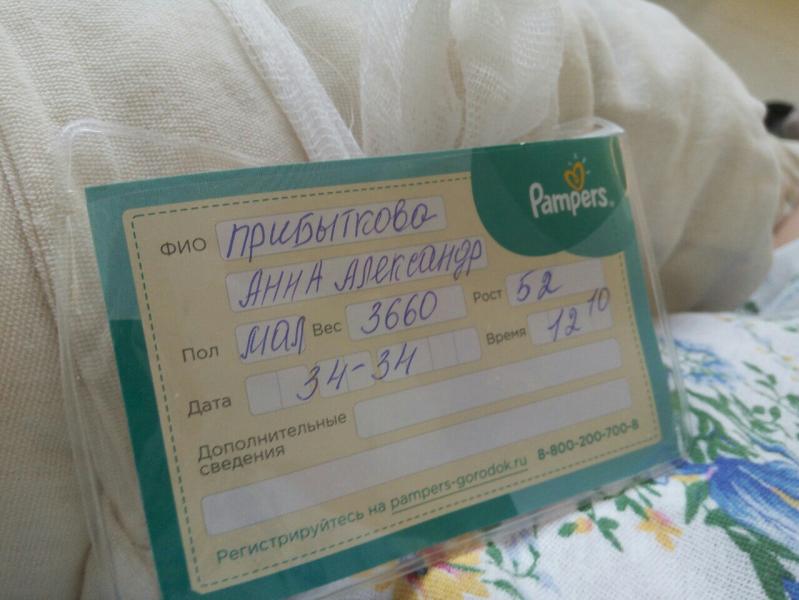 Pampers
ФИО Прибыткова
Анна Александр
Пол мал Вес 3660 Рост 52
Дата 34-34 Время 12 10
Дополнительные
сведения
Регистрируйтесь на pampers-gorodok.ru 8-800-200-700-8